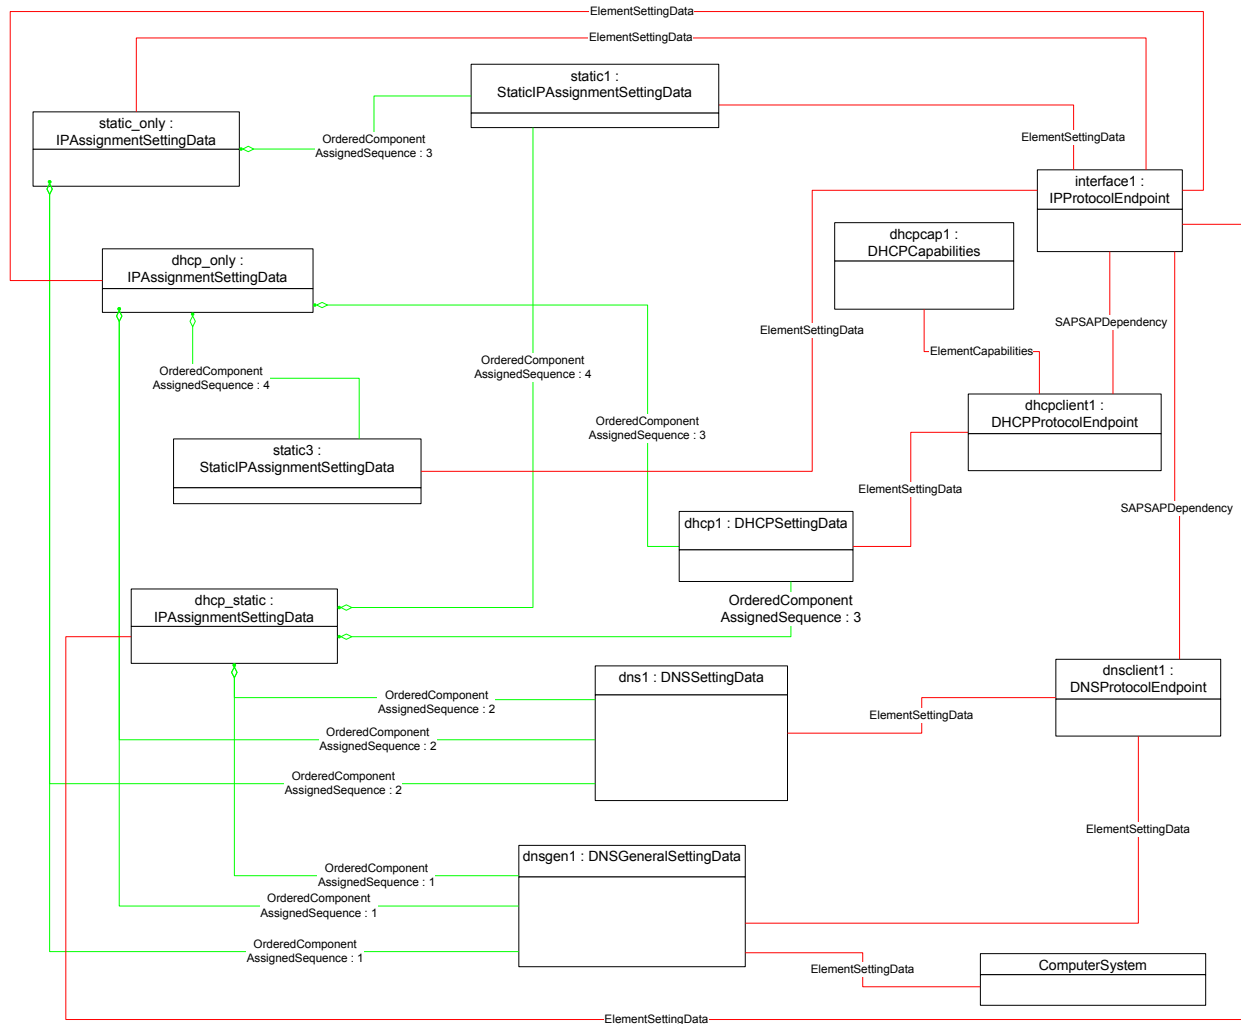 ElementSettingData
ElementSettingData
static1 :
StaticIPAssignmentSettingData
static_only :
IPAssignmentSettingData
OrderedComponent
AssignedSequence : 3
ElementSettingData
interface1 :
IPProtocolEndpoint
dhcpcap1 :
DHCPCapabilities
dhcp_only :
IPAssignmentSettingData
ElementSettingData
SAPSAPDependency
ElementCapabilities
OrderedComponent
AssignedSequence : 4
OrderedComponent
AssignedSequence : 4
OrderedComponent
AssignedSequence : 3
dhcpclient1 :
DHCPProtocolEndpoint
static3 :
StaticIPAssignmentSettingData
ElementSettingData
SAPSAPDependency
dhcp1 : DHCPSettingData
dhcp_static :
IPAssignmentSettingData
OrderedComponent
AssignedSequence : 3
dns1 : DNSSettingData
dnsclient1 :
DNSProtocolEndpoint
OrderedComponent
AssignedSequence : 2
ElementSettingData
OrderedComponent
AssignedSequence : 2
OrderedComponent
AssignedSequence : 2
ElementSettingData
dnsgen1 : DNSGeneralSettingData
OrderedComponent
AssignedSequence : 1
OrderedComponent
AssignedSequence : 1
OrderedComponent
AssignedSequence : 1
ElementSettingData
ComputerSystem
ElementSettingData